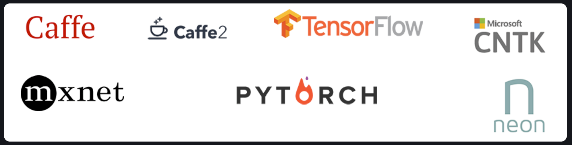 Caffe
Caffe2
TensorFlow
Microsoft
CNTK
mxnet
PYTORCH
neon